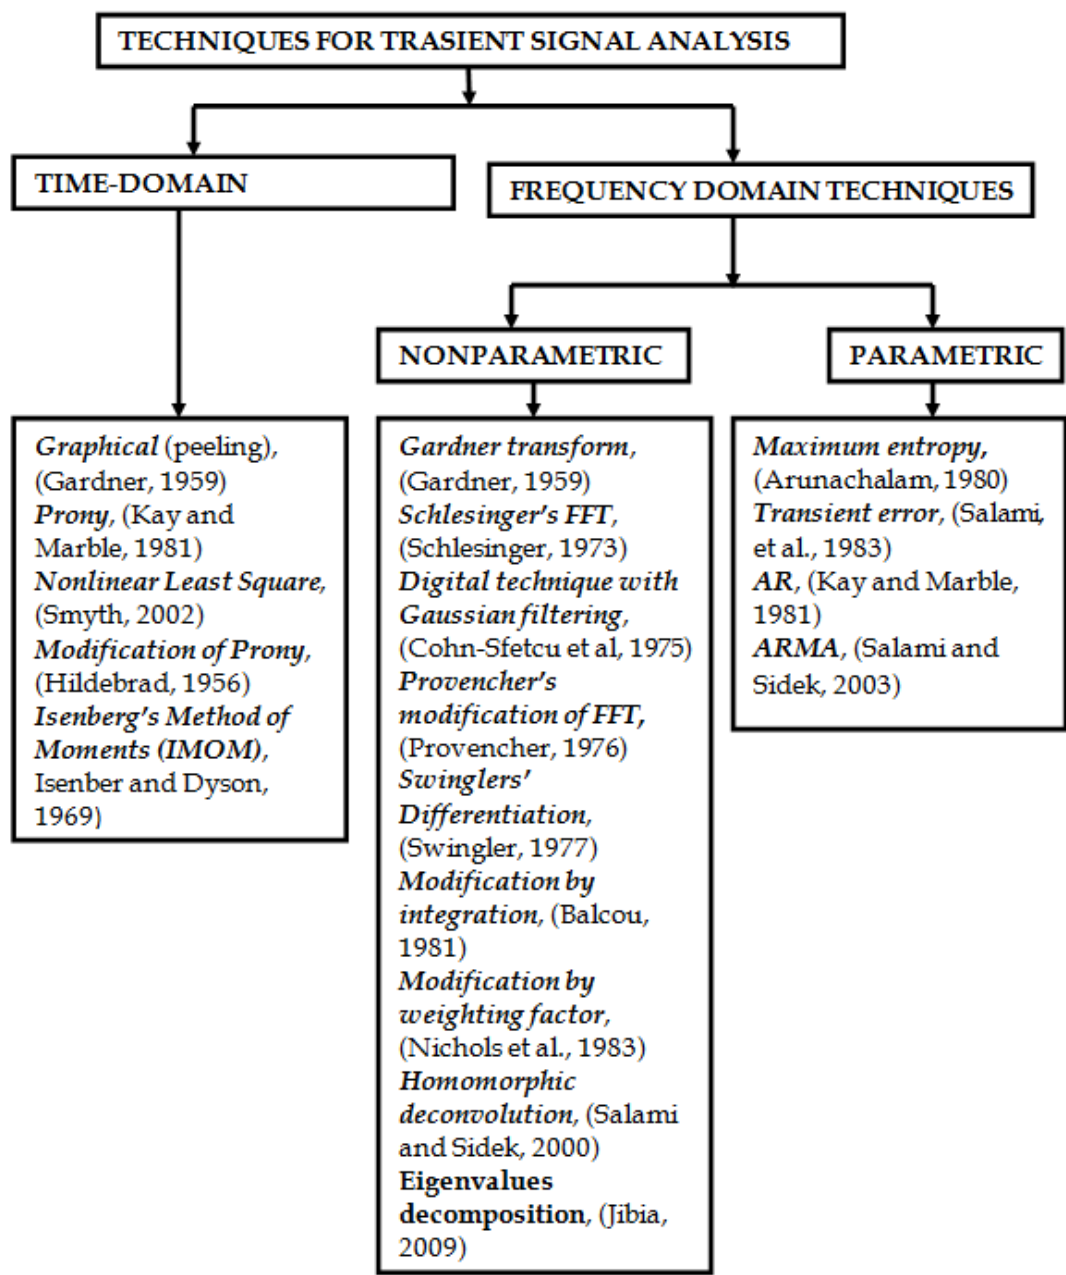 TECHNIQUES FOR TRASIENT SIGNAL ANALYSIS
TIME-DOMAIN
FREQUENCY DOMAIN TECHNIQUES
NONPARAMETRIC
PARAMETRIC
Graphical (peeling),
(Gardner, 1959)
Prony, (Kay and
Marble, 1981)
Nonlinear Least Square,
(Smyth, 2002)
Modification of Prony,
(Hildebrad, 1956)
Isenberg's Method of
Moments (IMOM),
Isenber and Dyson,
1969)
Gardner transform,
(Gardner, 1959)
Schlesinger's FFT,
(Schlesinger, 1973)
Digital technique with
Gaussian filtering,
(Cohn-Sfetcu et al, 1975)
Provencher's
modification of FFT,
(Provencher, 1976)
Swinglers'
Differentiation,
(Swingler, 1977)
Modification by
integration, (Balcou,
1981)
Modification by
weighting factor,
(Nichols et al., 1983)
Homomorphic
deconvolution, (Salami
and Sidek, 2000)
Eigenvalues
decomposition, (Jibia,
2009)
Maximum entropy,
(Arunachalam, 1980)
Transient error, (Salami,
et al., 1983)
AR, (Kay and Marble,
1981)
ARMA, (Salami and
Sidek, 2003)